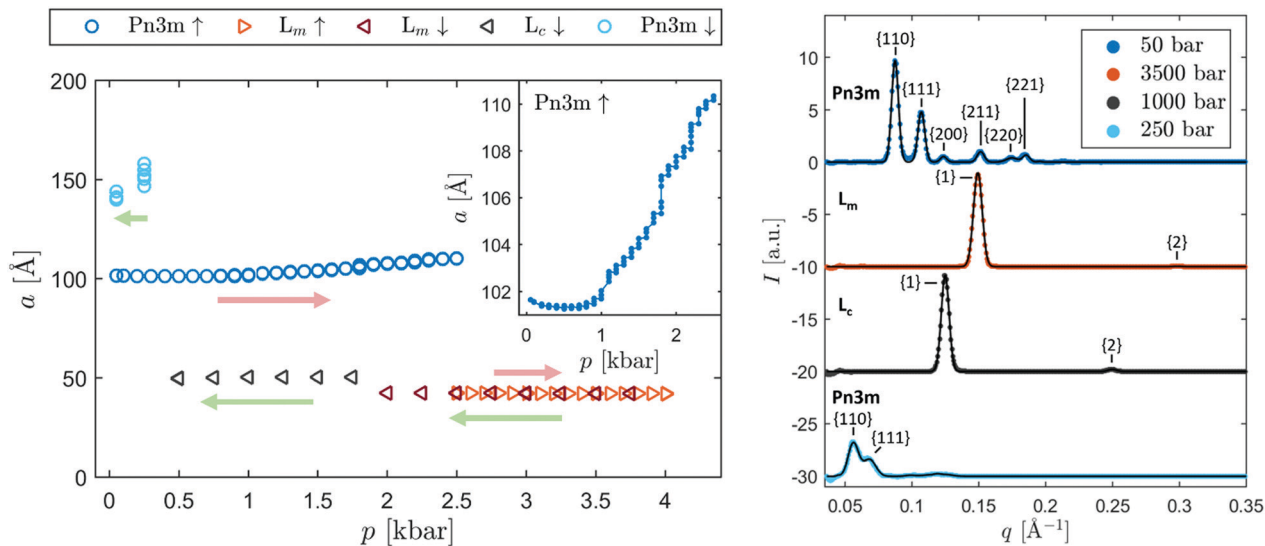 Pn3m ↑ L_m ↑ L_m ↓ L_c ↓ Pn3m ↓
200
150
100
50
0
a [Å]
0 0.5 1 1.5 2 2.5 3 3.5 4
p [kbar]
Pn3m ↑
110
108
106
104
102
a [Å]
0 1 2
p [kbar]
50 bar
3500 bar
1000 bar
250 bar
10
5
0
-5
-10
-15
-20
-25
-30
I [a.u.]
Pn3m
{110}
{111}
{200}
{211}
{220}
{221}
L_m
{1}
{2}
L_c
{1}
{2}
Pn3m
{110}
{111}
0.05 0.1 0.15 0.2 0.25 0.3 0.35
q [Å⁻¹]